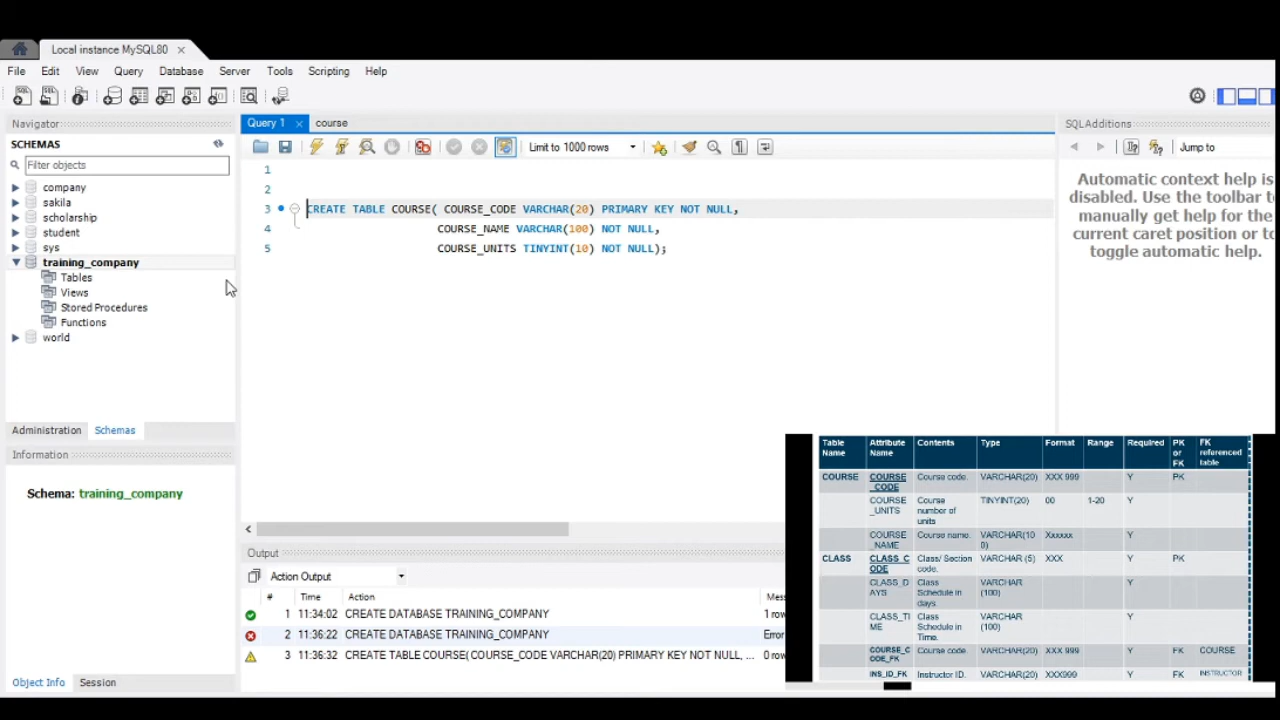 Local instance MySQL80
File Edit View Query Database Server Tools Scripting Help
Navigator
SCHEMAS
Filter objects
company
sakila
scholarship
student
sys
training_company
Tables
Views
Stored Procedures
Functions
world
Administration Schemas
Information
Schema: training_company
Object Info Session
Query 1 course
Limit to 1000 rows
1
2
3 CREATE TABLE COURSE( COURSE_CODE VARCHAR(20) PRIMARY KEY NOT NULL,
4 COURSE_NAME VARCHAR(100) NOT NULL,
5 COURSE_UNITS TINYINT(10) NOT NULL);
SQLAdditions
Jump to
Automatic context help is
disabled. Use the toolbar to
manually get help for the
current caret position or to
toggle automatic help.
Output
Action Output
# Time Action Mes
1 11:34:02 CREATE DATABASE TRAINING_COMPANY 1 row
2 11:36:22 CREATE DATABASE TRAINING_COMPANY Error
3 11:36:32 CREATE TABLE COURSE( COURSE_CODE VARCHAR(20) PRIMARY KEY NOT NULL, ... 0 row
Table Name Attribute Name Contents Type Format Range Required PK or FK FK referenced table
COURSE COURSE_CODE Course code. VARCHAR(20) XXX 999 Y PK
COURSE_UNITS Course number of units TINYINT(20) 00 1-20 Y
COURSE_NAME Course name. VARCHAR(100) Xxxxxx Y
CLASS CLASS_CODE Class/ Section code. VARCHAR (5) XXX Y PK
CLASS_DAYS Class Schedule in days. VARCHAR (100) Y
CLASS_TIME Class Schedule in Time. VARCHAR (100) Y
COURSE_CODE_FK Course code. VARCHAR(20) XXX 999 Y FK COURSE
INS_ID_FK Instructor ID. VARCHAR(20) XXX999 Y FK INSTRUCTOR